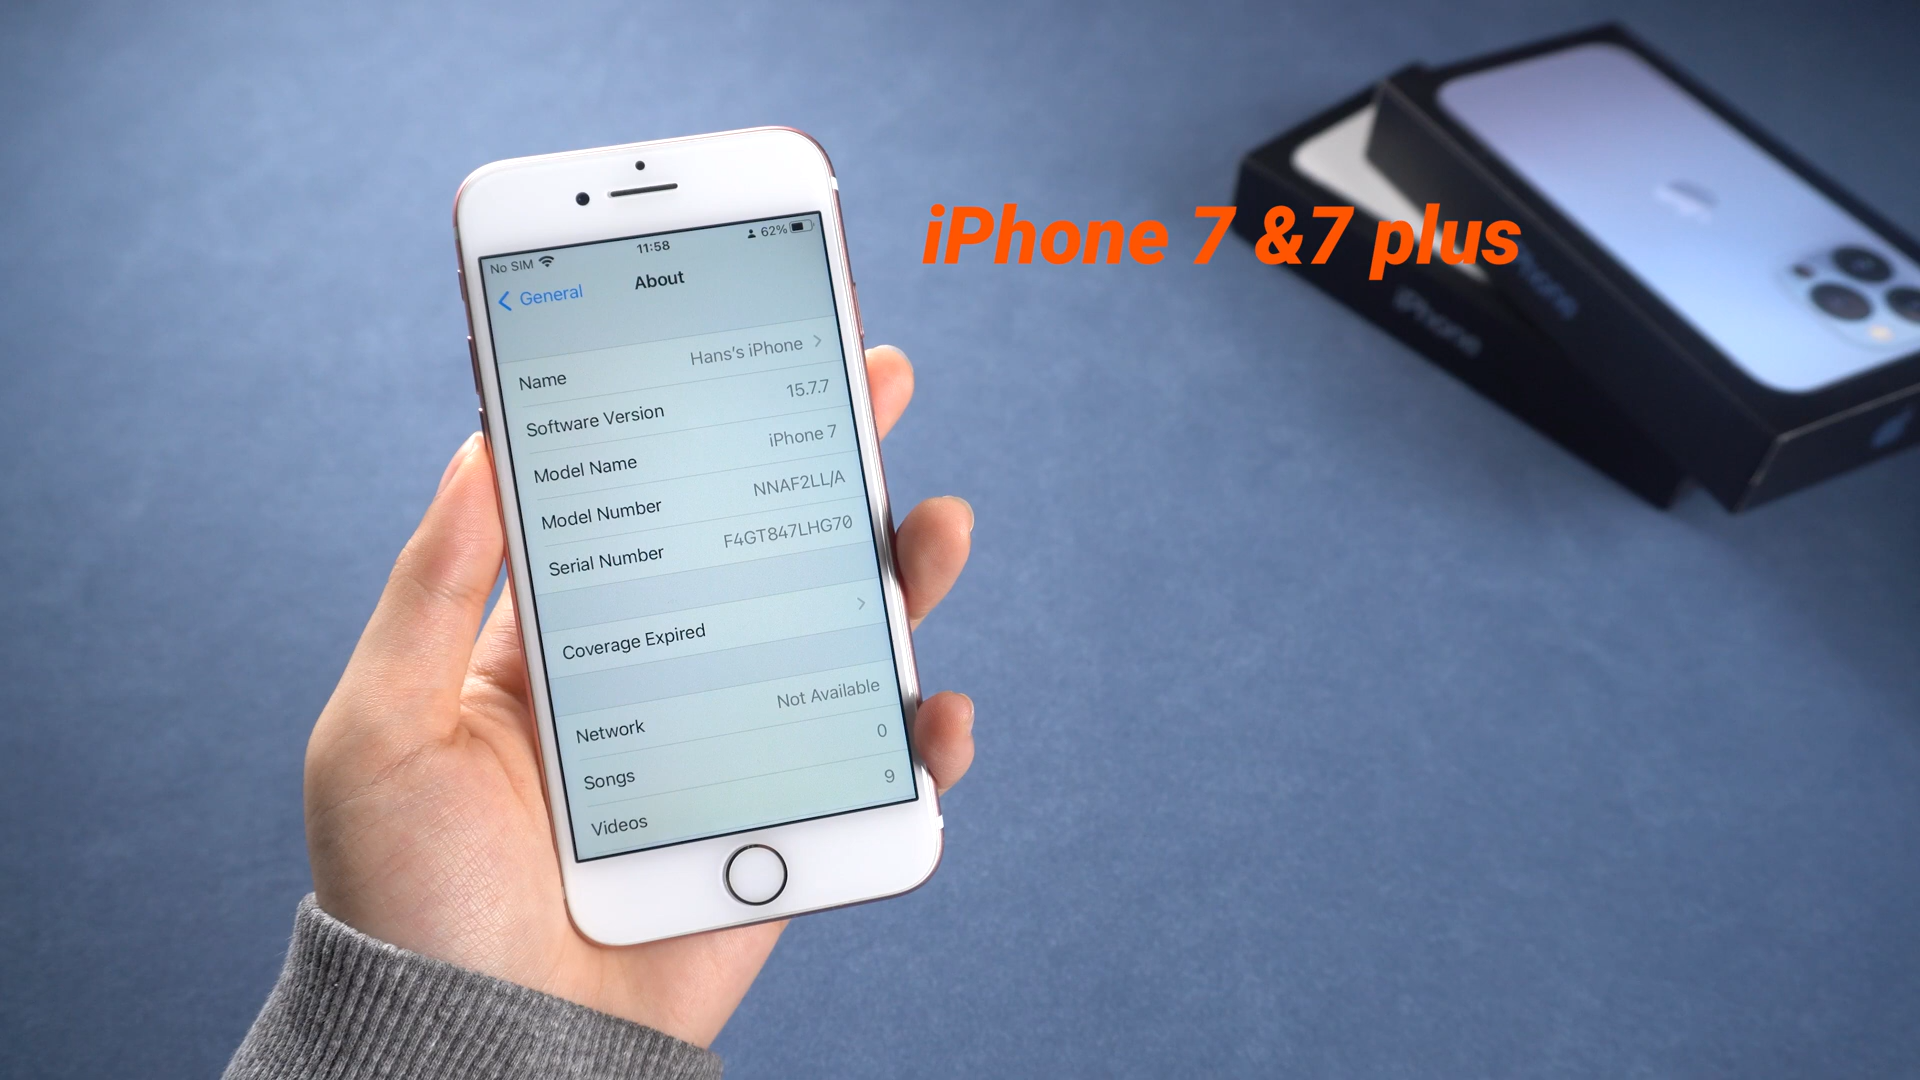 No SIM 11:58 62%
General About
Name Hans's iPhone
Software Version 15.7.7
Model Name iPhone 7
Model Number NNAF2LL/A
Serial Number F4GT847LHG70
Coverage Expired
Network Not Available
Songs 0
Videos 9
iPhone 7 &7 plus
iPhone
iPhone